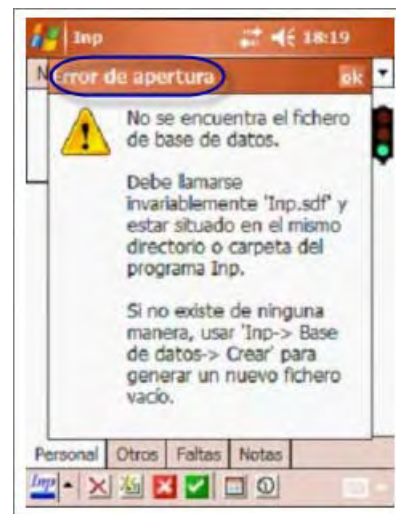 Inp 18:19
Error de apertura ok
No se encuentra el fichero
de base de datos.
Debe llamarse
invariablemente 'Inp.sdf' y
estar situado en el mismo
directorio o carpeta del
programa Inp.
Si no existe de ninguna
manera, usar 'Inp-> Base
de datos-> Crear' para
generar un nuevo fichero
vacío.
Personal Otros Faltas Notas
Inp